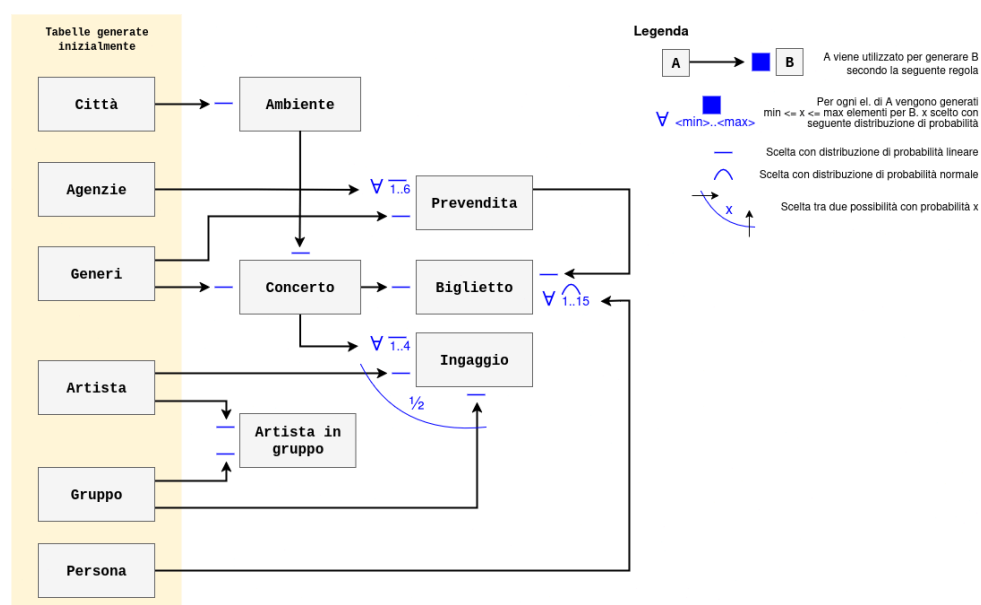 Tabelle generate
inizialmente
Città
Ambiente
Agenzie
∀ 1..6
Prevendita
Generi
Concerto
Biglietto
∀ 1..15
∀ 1..4
Ingaggio
Artista
½
Artista in
gruppo
Gruppo
Persona
Legenda
A
B
A viene utilizzato per generare B
secondo la seguente regola
∀ <min>..<max>
Per ogni el. di A vengono generati
min <= x <= max elementi per B. x scelto con
seguente distribuzione di probabilità
Scelta con distribuzione di probabilità lineare
Scelta con distribuzione di probabilità normale
x
Scelta tra due possibilità con probabilità x